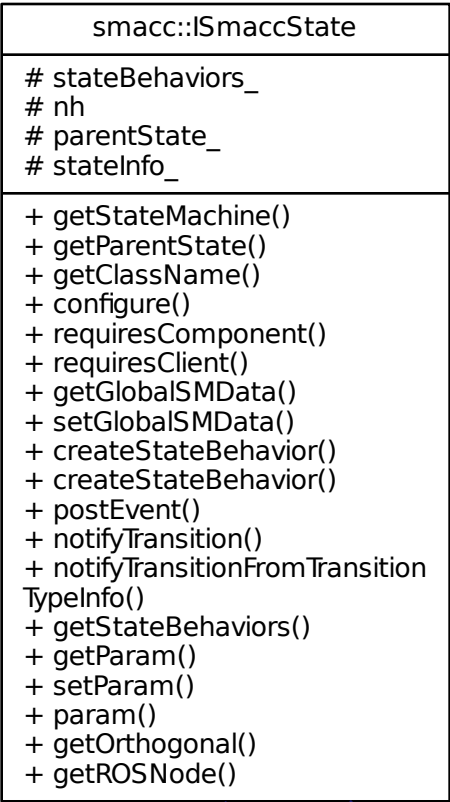 smacc::ISmaccState
# stateBehaviors_
# nh
# parentState_
# stateInfo_
+ getStateMachine()
+ getParentState()
+ getClassName()
+ configure()
+ requiresComponent()
+ requiresClient()
+ getGlobalSMData()
+ setGlobalSMData()
+ createStateBehavior()
+ createStateBehavior()
+ postEvent()
+ notifyTransition()
+ notifyTransitionFromTransition
TypeInfo()
+ getStateBehaviors()
+ getParam()
+ setParam()
+ param()
+ getOrthogonal()
+ getROSNode()